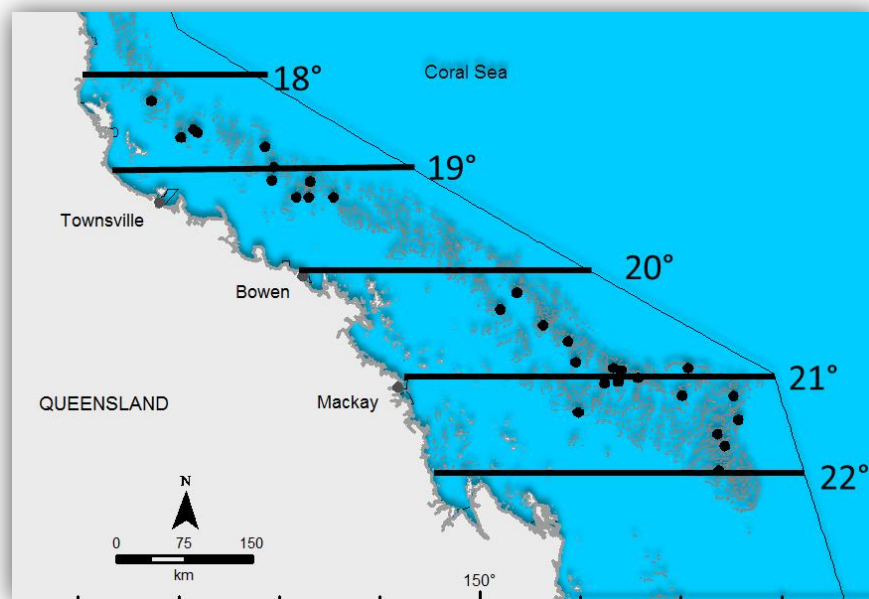 18°
Coral Sea
19°
Townsville
20°
Bowen
21°
Mackay
QUEENSLAND
22°
N
0 75 150
km
150°